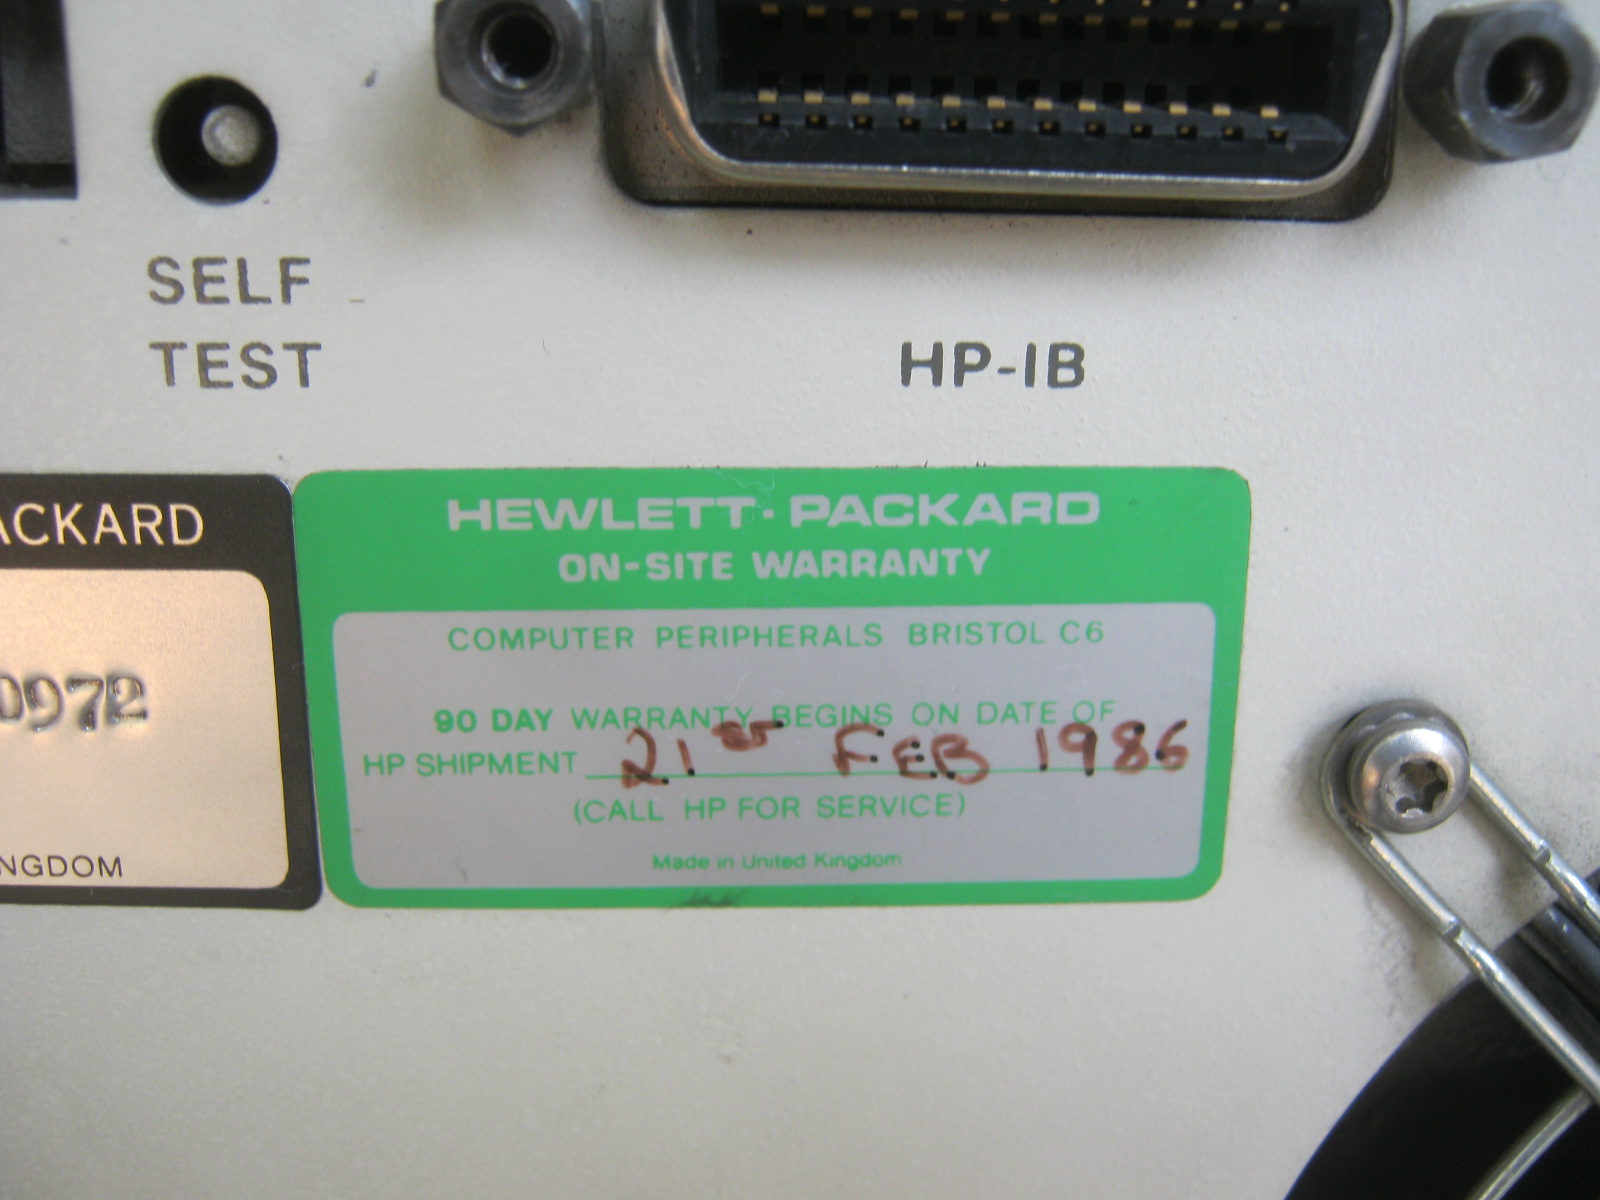 SELF
TEST
HP-IB
ACKARD
0972
NGDOM
HEWLETT·PACKARD
ON-SITE WARRANTY
COMPUTER PERIPHERALS BRISTOL C6
90 DAY WARRANTY BEGINS ON DATE OF
HP SHIPMENT 21ST FEB 1986
(CALL HP FOR SERVICE)
Made in United Kingdom